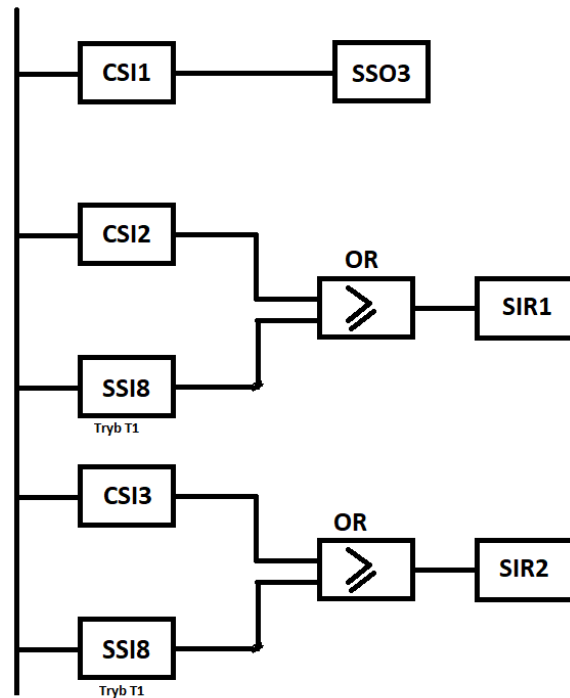 CSI1
SSO3
CSI2
OR
SIR1
SSI8
Tryb T1
CSI3
OR
SIR2
SSI8
Tryb T1